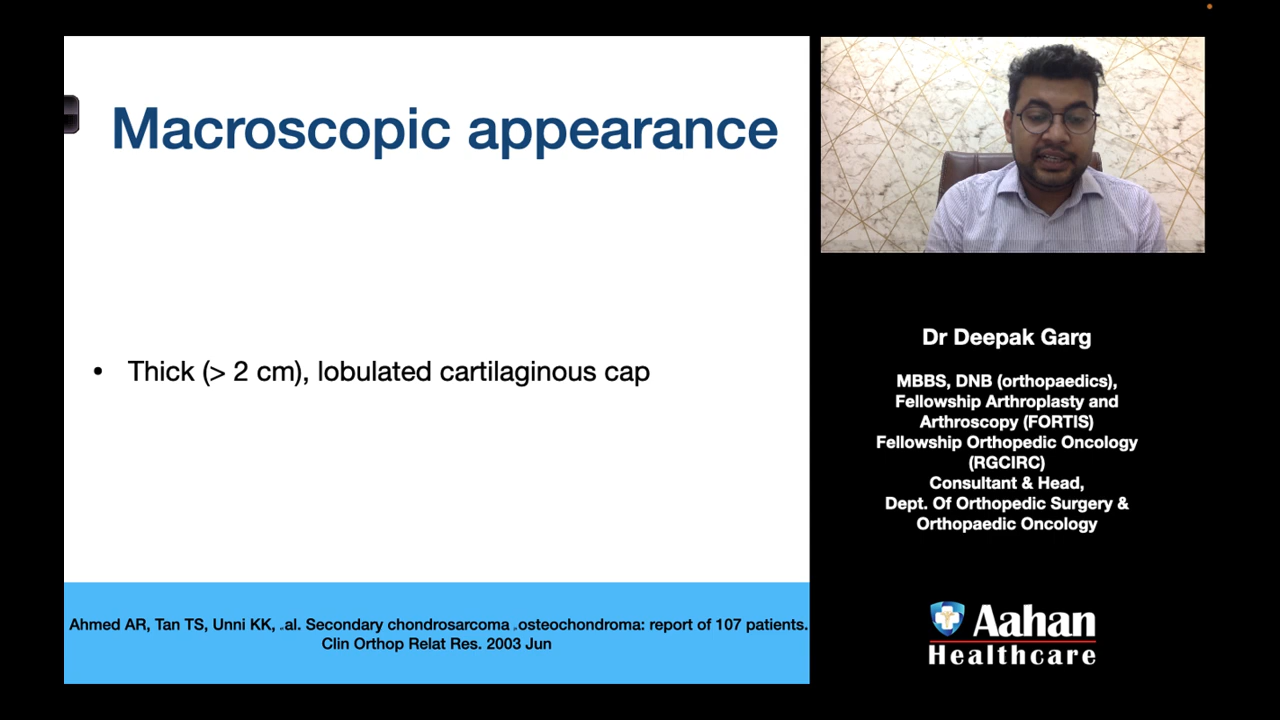 Macroscopic appearance
• Thick (> 2 cm), lobulated cartilaginous cap
Ahmed AR, Tan TS, Unni KK, al. Secondary chondrosarcoma osteochondroma: report of 107 patients.
Clin Orthop Relat Res. 2003 Jun
Dr Deepak Garg
MBBS, DNB (orthopaedics),
Fellowship Arthroplasty and
Arthroscopy (FORTIS)
Fellowship Orthopedic Oncology
(RGCIRC)
Consultant & Head,
Dept. Of Orthopedic Surgery &
Orthopaedic Oncology
Aahan
Healthcare